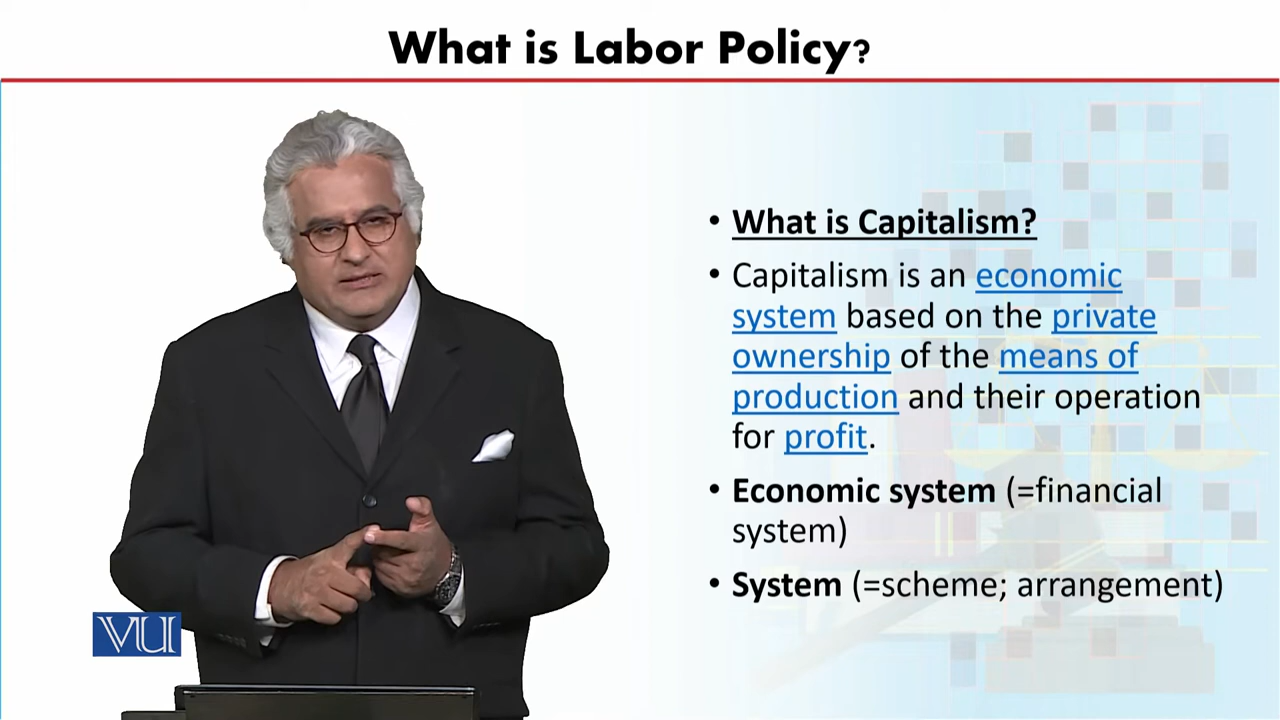 What is Labor Policy?
• What is Capitalism?
• Capitalism is an economic
system based on the private
ownership of the means of
production and their operation
for profit.
• Economic system (=financial
system)
• System (=scheme; arrangement)
VU